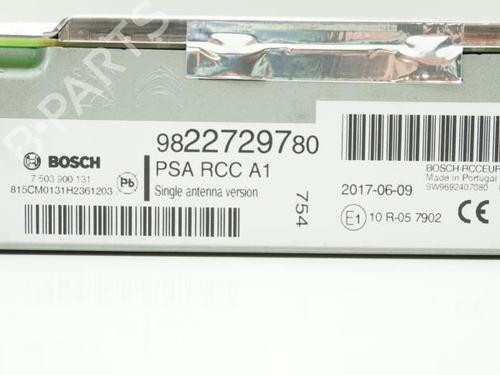 B-PARTS
BOSCH
7 503 900 131
815CM0131H2361203
Pb
9822729780
PSA RCC A1
Single antenna version
754
2017-06-09
E1 10 R-05 7902
BOSCH-RCCEUR
Made in Portugal
SW9692407080
CE